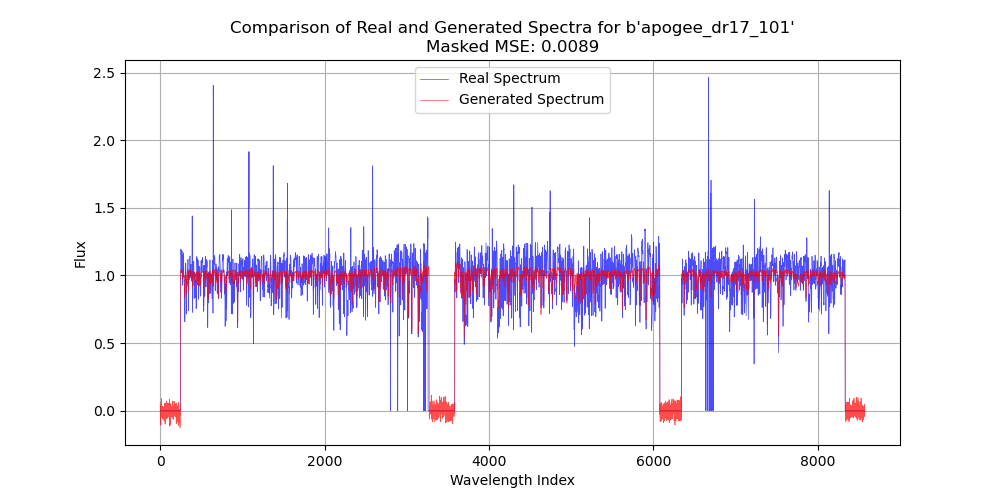 Comparison of Real and Generated Spectra for b'apogee_dr17_101'
Masked MSE: 0.0089
Real Spectrum
Generated Spectrum
2.5
2.0
1.5
1.0
0.5
0.0
Flux
0
2000
4000
6000
8000
Wavelength Index